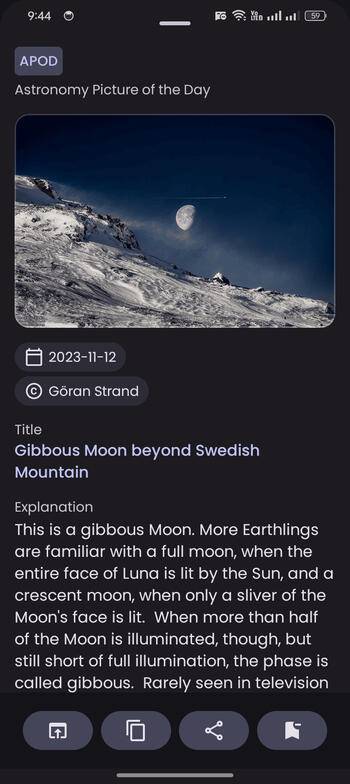 9:44
59
APOD
Astronomy Picture of the Day
2023-11-12
Göran Strand
Title
Gibbous Moon beyond Swedish
Mountain
Explanation
This is a gibbous Moon. More Earthlings
are familiar with a full moon, when the
entire face of Luna is lit by the Sun, and a
crescent moon, when only a sliver of the
Moon's face is lit.  When more than half
of the Moon is illuminated, though, but
still short of full illumination, the phase is
called gibbous.  Rarely seen in television